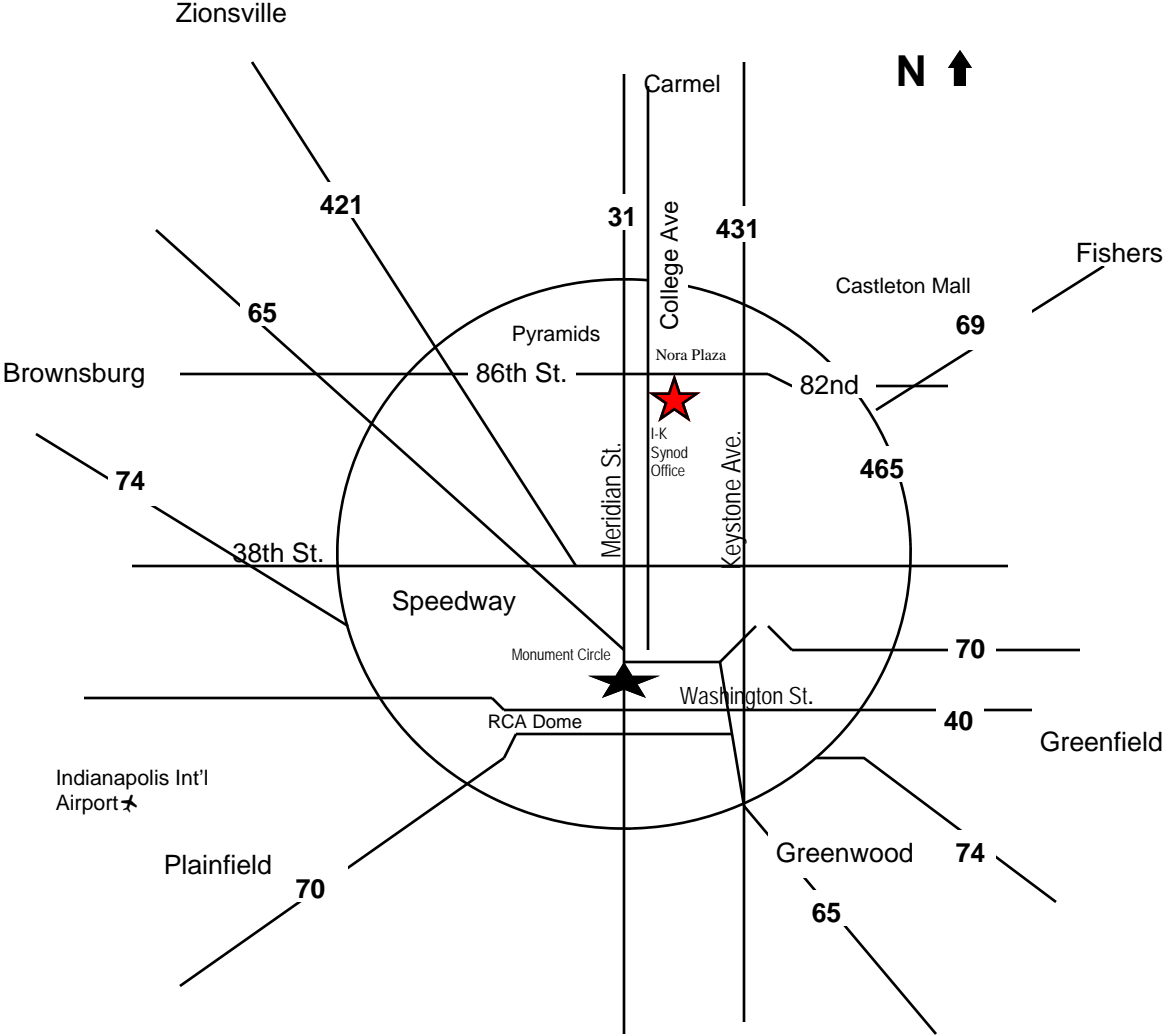 Zionsville
N
Carmel
421
31
College Ave
431
Fishers
Castleton Mall
65
69
Pyramids
Nora Plaza
Brownsburg
86th St.
82nd
I-K
Synod
Office
Meridian St.
Keystone Ave.
465
74
38th St.
Speedway
Monument Circle
70
Washington St.
RCA Dome
40
Greenfield
Indianapolis Int'l
Airport
Plainfield
70
Greenwood
74
65